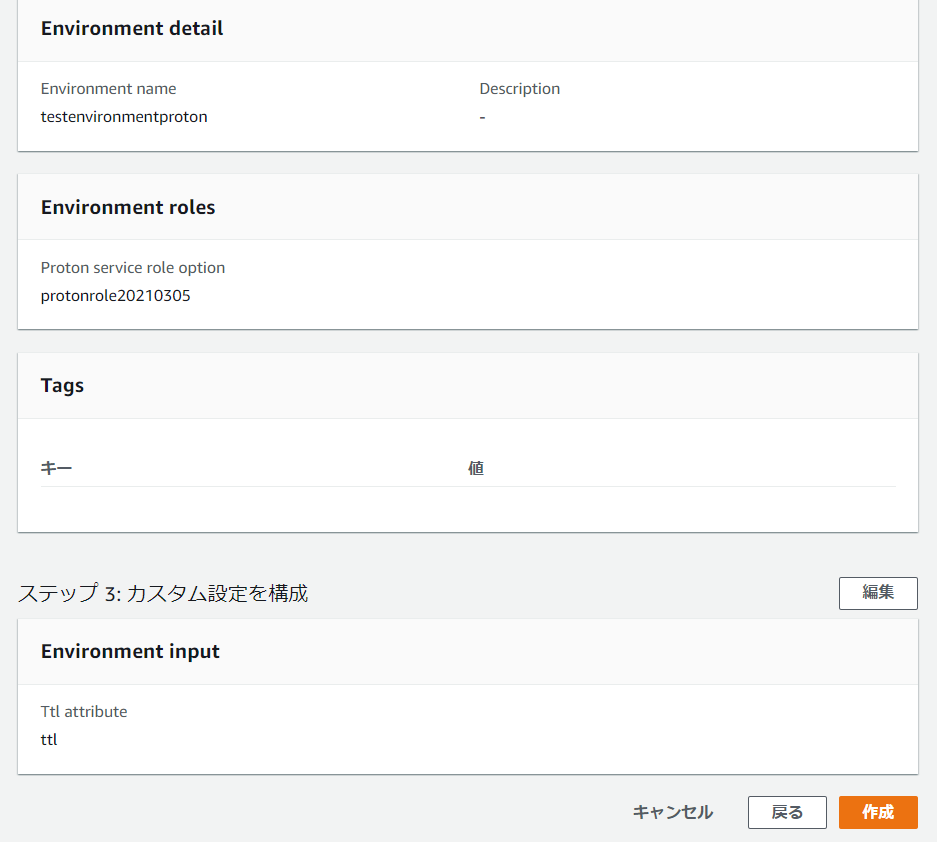 Environment detail
Environment name
Description
testenvironmentproton
-
Environment roles
Proton service role option
protonrole20210305
Tags
キー
値
ステップ 3: カスタム設定を構成
編集
Environment input
Ttl attribute
ttl
キャンセル
戻る
作成